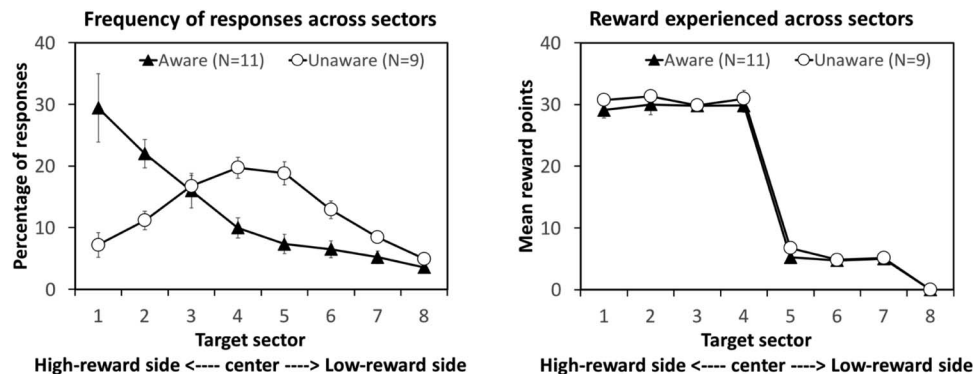 Frequency of responses across sectors
Aware (N=11) Unaware (N=9)
Percentage of responses
40
30
20
10
0
1 2 3 4 5 6 7 8
Target sector
High-reward side <---- center ----> Low-reward side
Reward experienced across sectors
Aware (N=11) Unaware (N=9)
Mean reward points
40
30
20
10
0
1 2 3 4 5 6 7 8
Target sector
High-reward side <---- center ----> Low-reward side